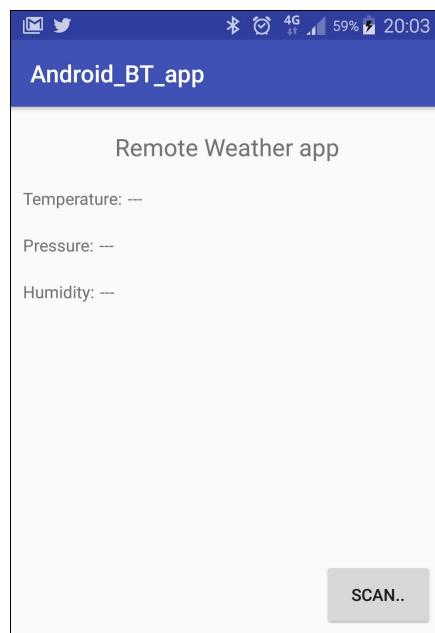 4G 59% 20:03
Android_BT_app
Remote Weather app
Temperature: ---
Pressure: ---
Humidity: ---
SCAN..